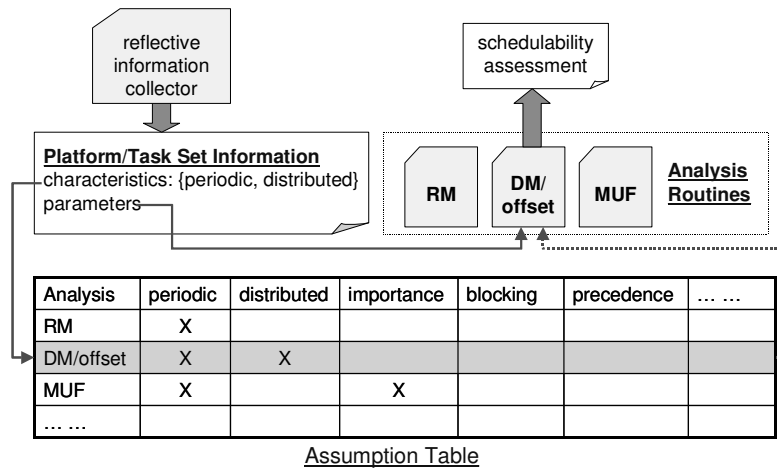 reflective
information
collector
schedulability
assessment
Platform/Task Set Information
characteristics: {periodic, distributed}
parameters
RM
DM/
offset
MUF
Analysis
Routines
Analysis periodic distributed importance blocking precedence … …
RM X
DM/offset X X
MUF X X
… …
Assumption Table